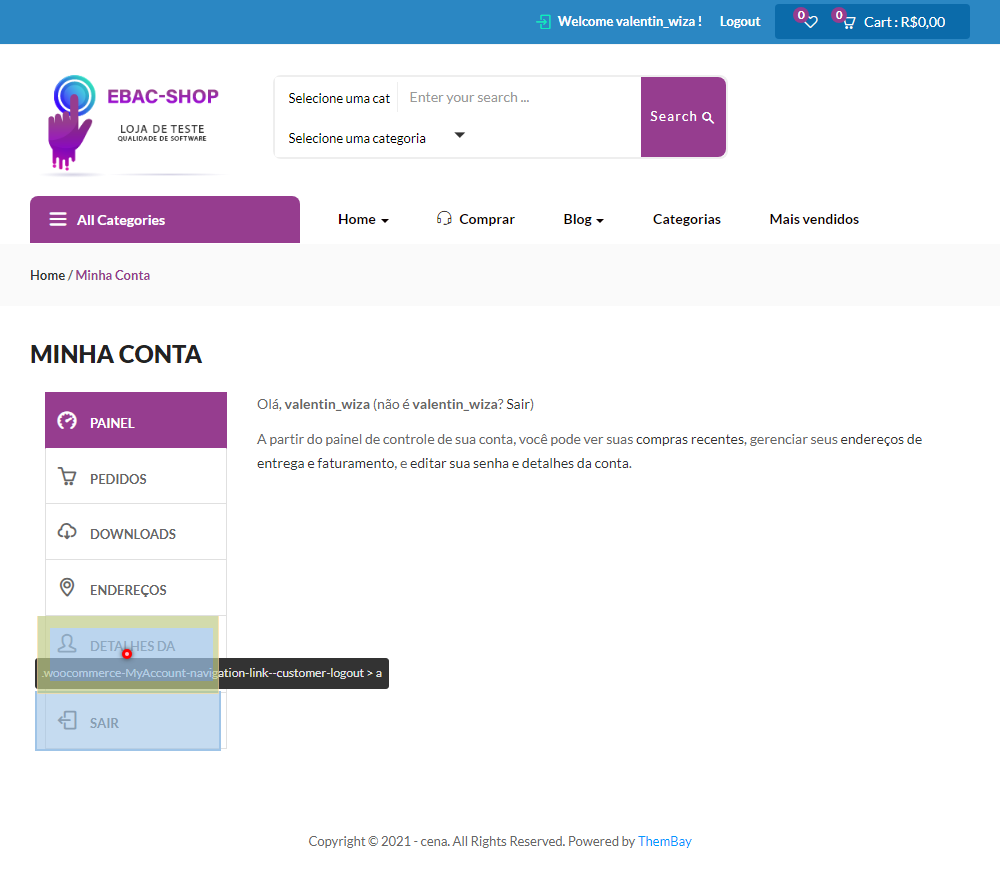 Welcome valentin_wiza ! Logout 0 0 Cart : R$0,00
EBAC-SHOP
LOJA DE TESTE
QUALIDADE DE SOFTWARE
Selecione uma cat Enter your search ...
Search
Selecione uma categoria
All Categories Home Comprar Blog Categorias Mais vendidos
Home / Minha Conta
MINHA CONTA
PAINEL
PEDIDOS
DOWNLOADS
ENDEREÇOS
DETALHES DA
.woocommerce-MyAccount-navigation-link--customer-logout > a
SAIR
Olá, valentin_wiza (não é valentin_wiza? Sair)
A partir do painel de controle de sua conta, você pode ver suas compras recentes, gerenciar seus endereços de
entrega e faturamento, e editar sua senha e detalhes da conta.
Copyright © 2021 - cena. All Rights Reserved. Powered by ThemBay